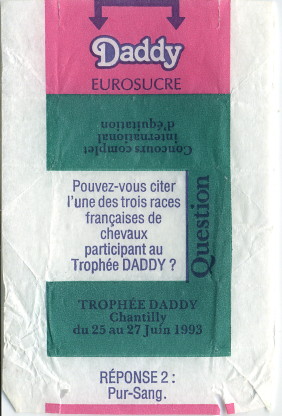 Daddy
EUROSUCRE
Concours complet
international
d'équitation
Pouvez-vous citer
l'une des trois races
françaises de
chevaux
participant au
Trophée DADDY ?
Question
TROPHÉE DADDY
Chantilly
du 25 au 27 Juin 1993
RÉPONSE 2 :
Pur-Sang.